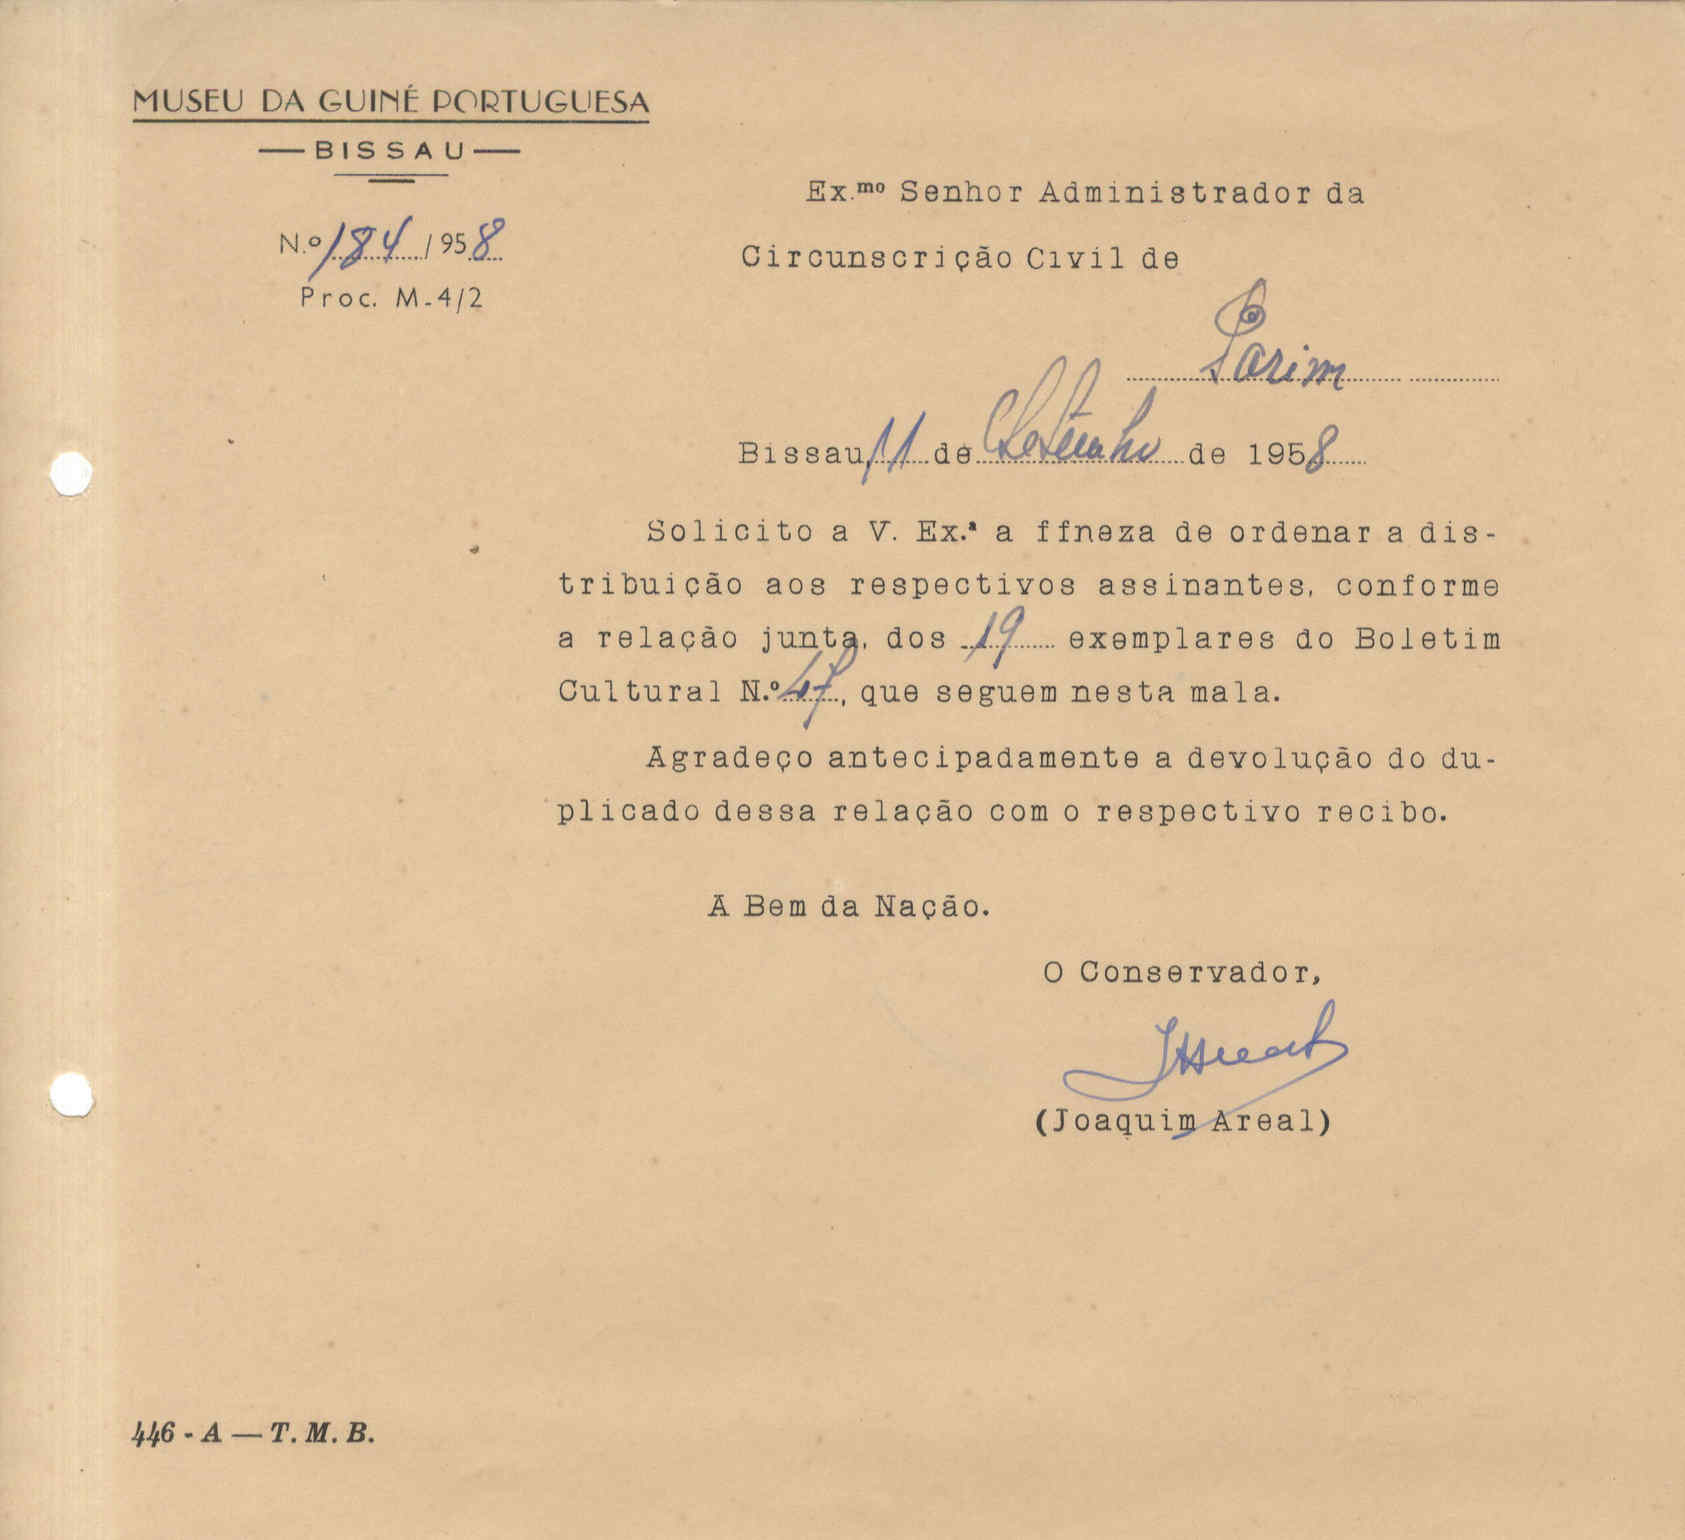 MUSEU DA GUINÉ PORTUGUESA
— BISSAU —
N.º 184 / 958
Proc. M-4/2
Ex.mo Senhor Administrador da
Circunscrição Civil de
Farim
Bissau, 11 de Setembro de 1958
Solicito a V. Ex.ª a ffneza de ordenar a dis-
tribuição aos respectivos assinantes, conforme
a relação junta, dos 19 exemplares do Boletim
Cultural N.º 47, que seguem nesta mala.
Agradeço antecipadamente a devolução do du-
plicado dessa relação com o respectivo recibo.
A Bem da Nação.
O Conservador,
(Joaquim Areal)
446 - A — T. M. B.